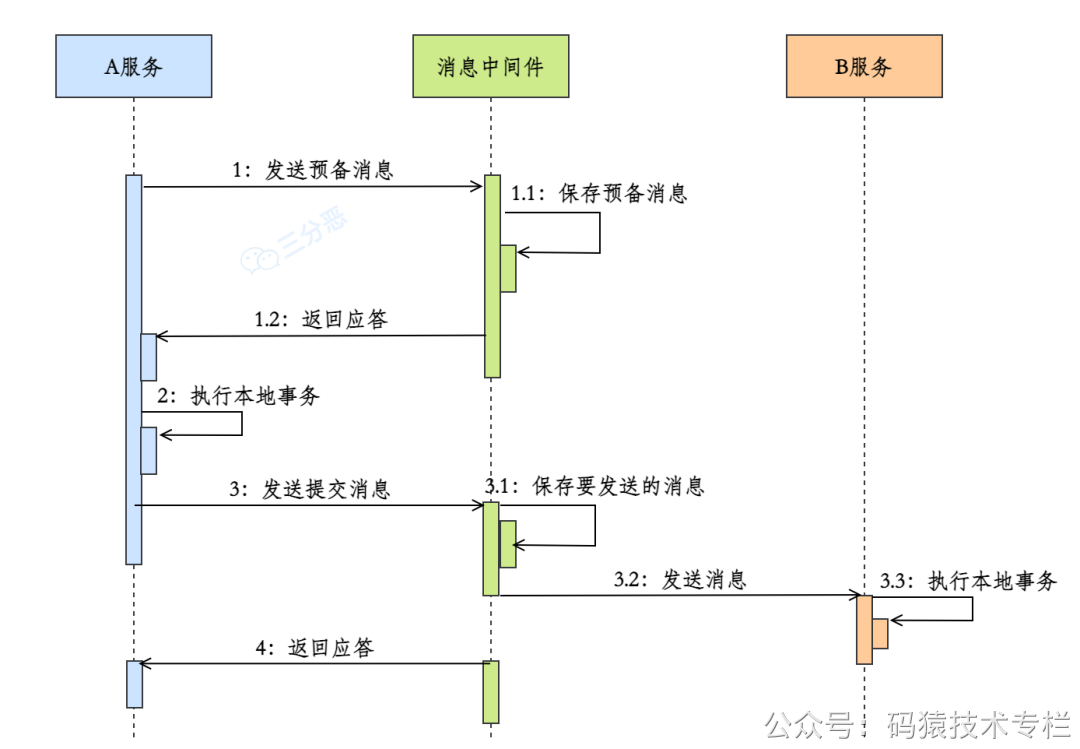 A服务
消息中间件
B服务
1：发送预备消息
1.1：保存预备消息
三分恶
1.2：返回应答
2：执行本地事务
3：发送提交消息
3.1：保存要发送的消息
3.2：发送消息
3.3：执行本地事务
4：返回应答
公众号：码猿技术专栏